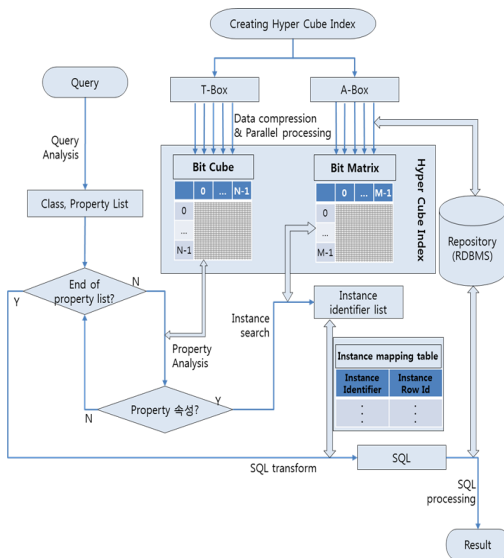 Creating Hyper Cube Index
Query
T-Box
A-Box
Data compression
& Parallel processing
Query
Analysis
Bit Cube
Bit Matrix
Hyper Cube Index
0 ... N-1
0
...
N-1
0 ... M-1
0
...
M-1
Class, Property List
Repository
(RDBMS)
End of
property list?
N
Y
Instance
identifier list
Instance
search
Property
Analysis
Instance mapping table
Instance
Identifier
Instance
Row Id
Property 속성?
Y
N
SQL
SQL transform
SQL
processing
Result